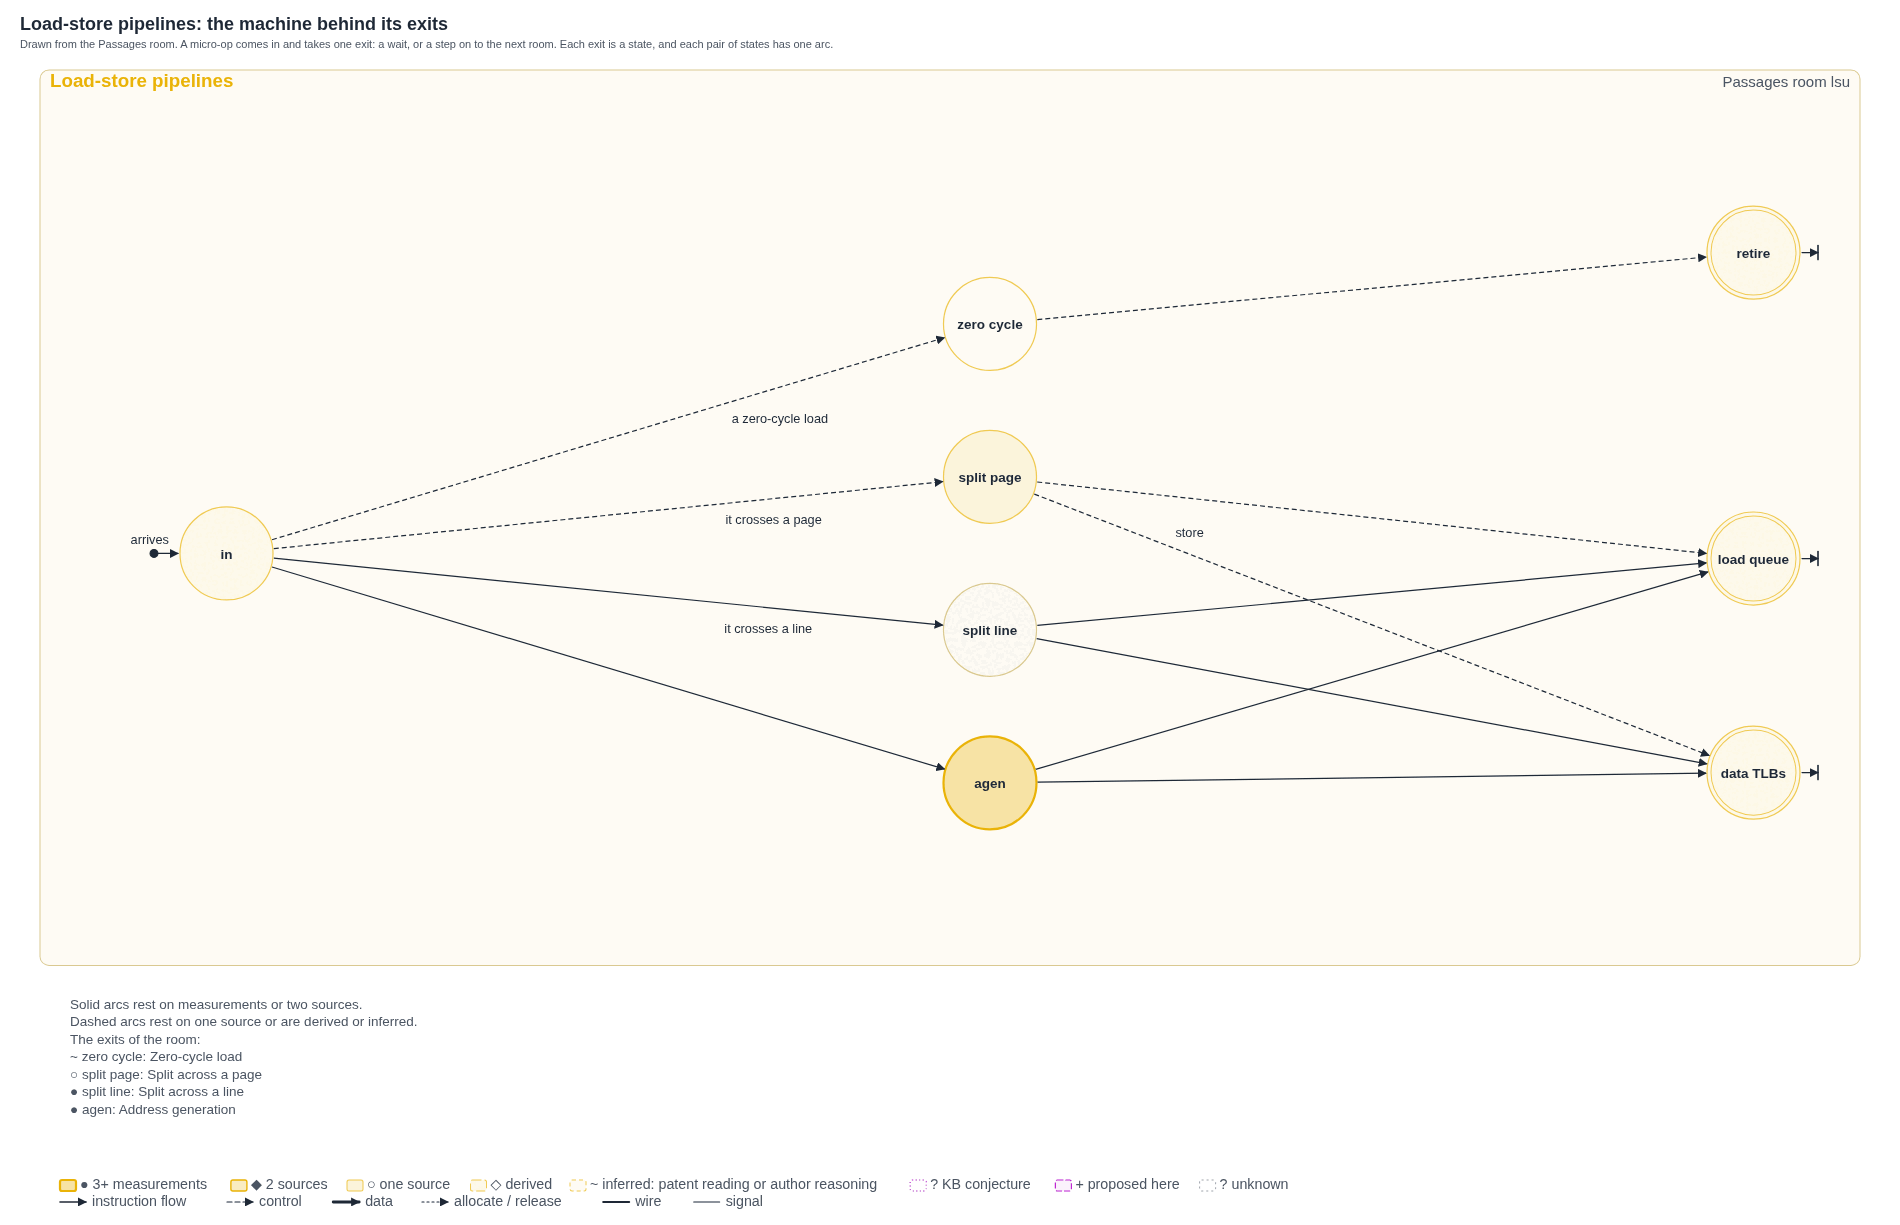 Load-store pipelines: the machine behind its exits
Drawn from the Passages room. A micro-op comes in and takes one exit: a wait, or a step on to the next room. Each exit is a state, and each pair of states has one arc.
Load-store pipelines
Passages room lsu
retire
zero cycle
a zero-cycle load
split page
it crosses a page
store
arrives
in
load queue
split line
it crosses a line
agen
data TLBs
Solid arcs rest on measurements or two sources.
Dashed arcs rest on one source or are derived or inferred.
The exits of the room:
~ zero cycle: Zero-cycle load
○ split page: Split across a page
● split line: Split across a line
● agen: Address generation
● 3+ measurements ◆ 2 sources ○ one source ◇ derived ~ inferred: patent reading or author reasoning ? KB conjecture + proposed here ? unknown
instruction flow control data allocate / release wire signal